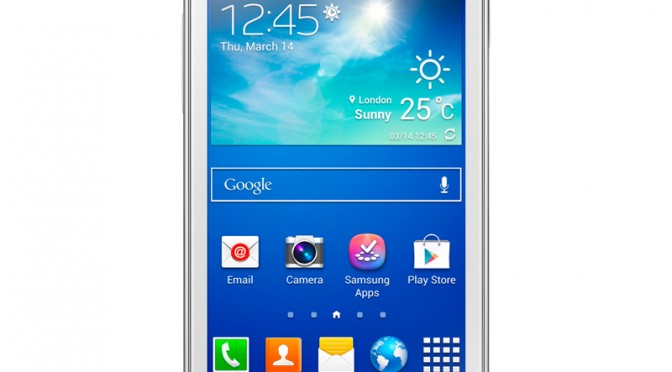 12:45
Thu, March 14
London
Sunny 25°C
03/14 12:45
Google
@
Email
Camera
Samsung Apps
Play Store